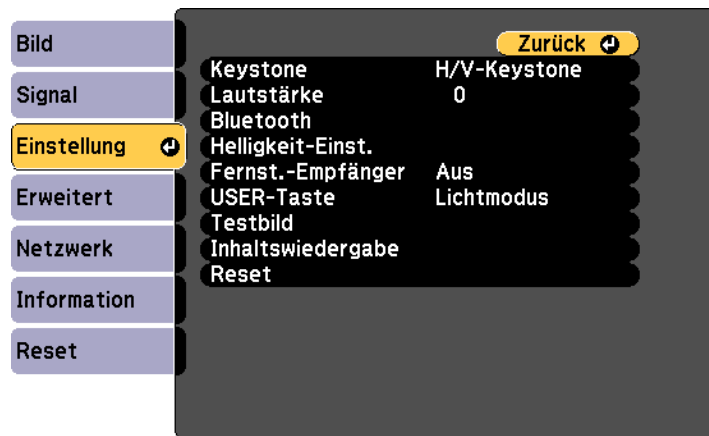 Bild
Signal
Einstellung
Erweitert
Netzwerk
Information
Reset
Zurück
Keystone H/V-Keystone
Lautstärke 0
Bluetooth
Helligkeit-Einst.
Fernst.-Empfänger Aus
USER-Taste Lichtmodus
Testbild
Inhaltswiedergabe
Reset